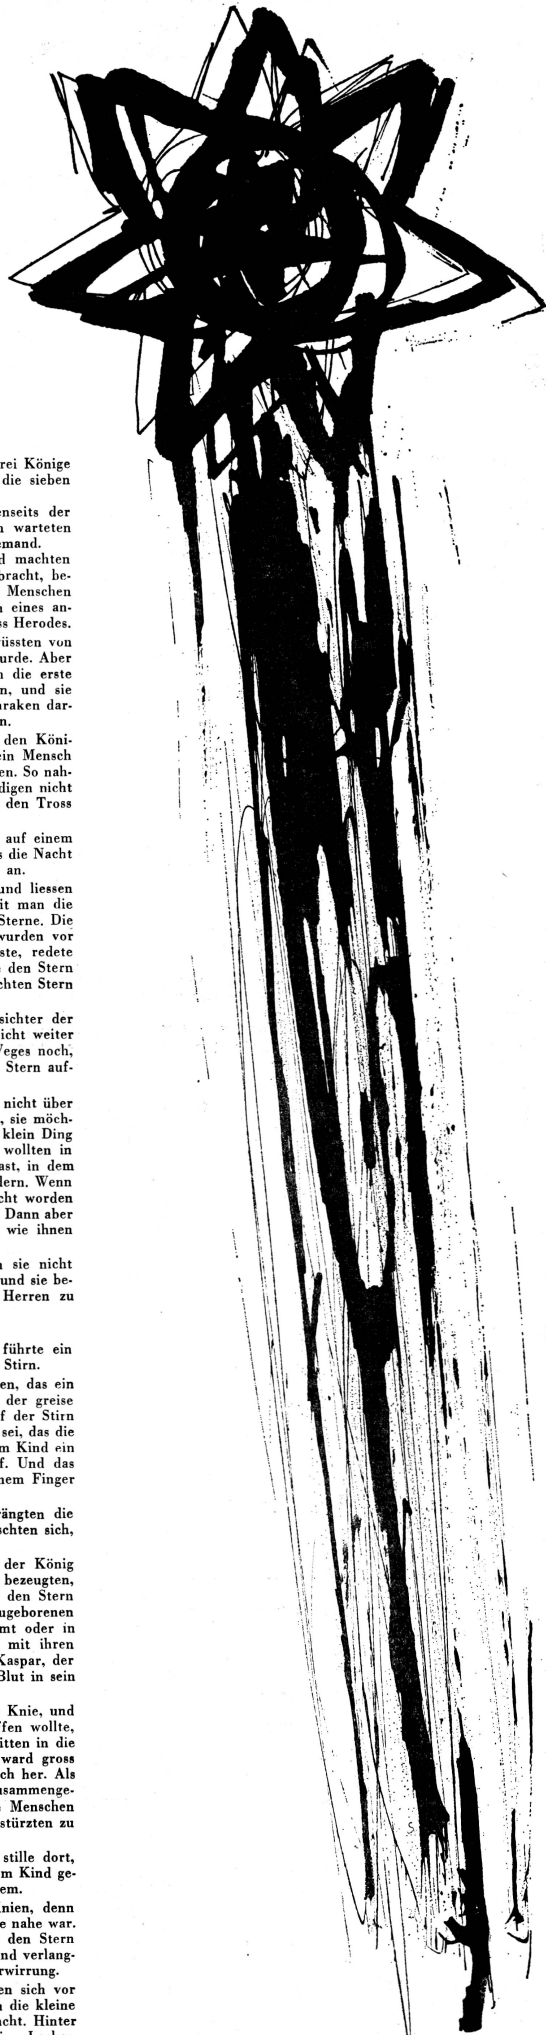 rei Könige
die sieben
enseits der
warteten
emand.
machten
bracht, be-
Menschen
eines an-
ss Herodes.
üssten von
urde. Aber
die erste
n, und sie
araken dar-
n.
den Köni-
ein Mensch
en. So nah-
digen nicht
den Tross
auf einem
s die Nacht
an.
und liessen
it man die
Sterne. Die
wurden vor
ste, redete
den Stern
chten Stern
sichter der
icht weiter
Weges noch,
Stern auf-
nicht über
, sie möch-
klein Ding
wollten in
ast, in dem
dern. Wenn
cht worden
Dann aber
wie ihnen
sie nicht
und sie be-
Herren zu
führte ein
Stirn.
en, das ein
der greise
f der Stirn
sei, das die
m Kind ein
f. Und das
nem Finger
rängten die
schten sich,
der König
bezeugten,
den Stern
ugeborenen
mt oder in
mit ihren
Kaspar, der
Blut in sein
Knie, und
ffen wollte,
itten in die
ward gross
ch her. Als
usammenge-
Menschen
stürzten zu
stille dort,
m Kind ge-
em.
nien, denn
e nahe war.
den Stern
nd verlang-
rwirrung.
en sich vor
die kleine
acht. Hinter